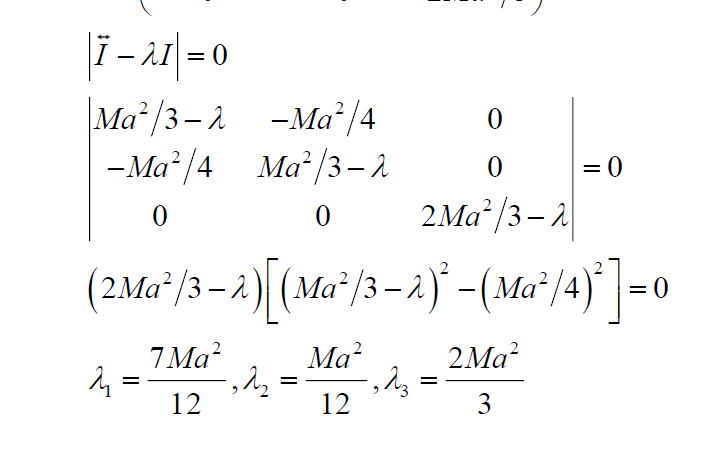 |I⃡ − λI| = 0
|Ma²/3 − λ   −Ma²/4   0|
|−Ma²/4   Ma²/3 − λ   0| = 0
|0   0   2Ma²/3 − λ|
(2Ma²/3 − λ)[(Ma²/3 − λ)² − (Ma²/4)²] = 0
λ₁ = 7Ma²/12, λ₂ = Ma²/12, λ₃ = 2Ma²/3